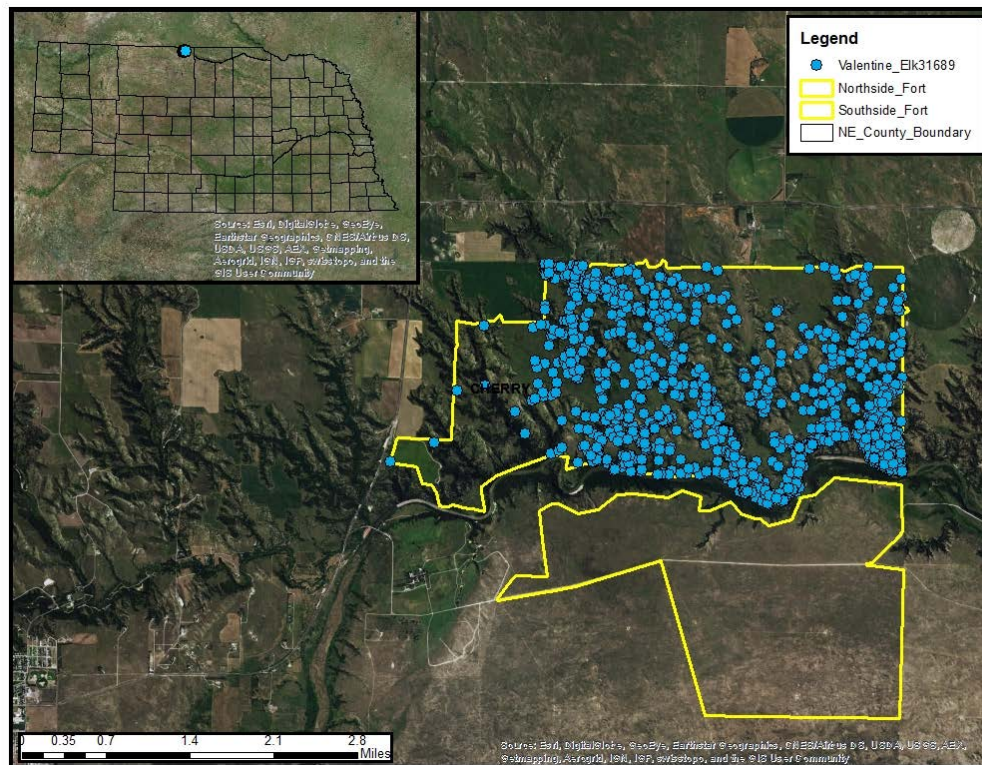 Source: Esri, DigitalGlobe, GeoEye,
Earthstar Geographics, CNES/Airbus DS,
USDA, USGS, AEX, Getmapping,
Aerogrid, IGN, IGP, swisstopo, and the
GIS User Community
Legend
Valentine_Elk31689
Northside_Fort
Southside_Fort
NE_County_Boundary
CHERRY
0 0.35 0.7 1.4 2.1 2.8
Miles
Source: Esri, DigitalGlobe, GeoEye, Earthstar Geographics, CNES/Airbus DS, USDA, USGS, AEX,
Getmapping, Aerogrid, IGN, IGP, swisstopo, and the GIS User Community